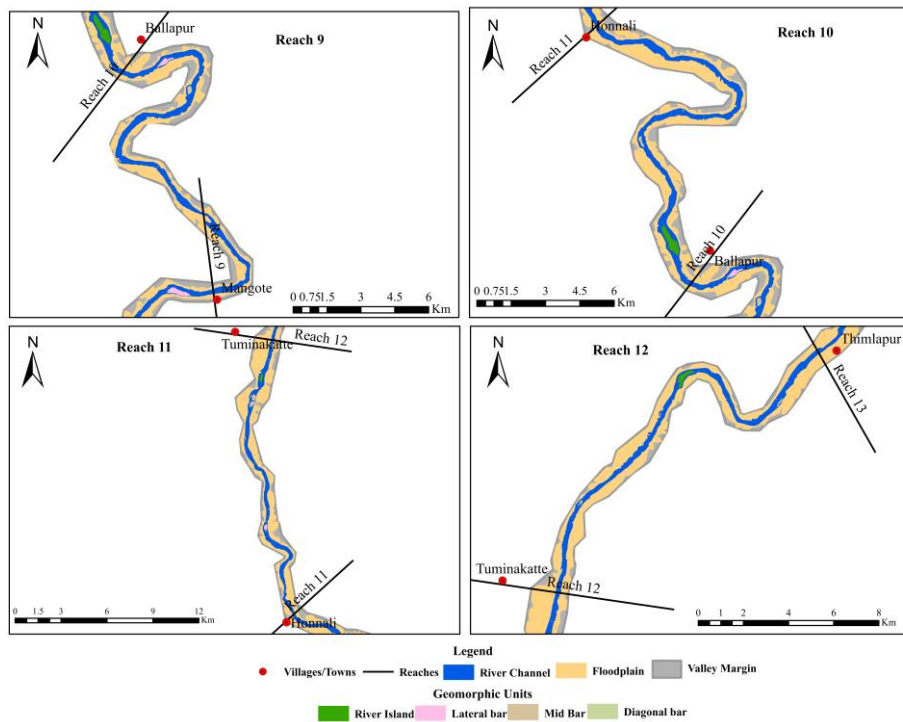 N
Ballapur
Reach 9
Reach 10
Reach 9
Mangote
0 0.75 1.5 3 4.5 6
Km
N
Honnali
Reach 10
Reach 11
Reach 10
Ballapur
0 0.75 1.5 3 4.5 6
Km
N
Reach 11
Tuminakatte
Reach 12
Reach 11
Honnali
0 1.5 3 6 9 12
Km
N
Reach 12
Thimlapur
Reach 13
Tuminakatte
Reach 12
0 1 2 4 6 8
Km
Legend
Villages/Towns Reaches River Channel Floodplain Valley Margin
Geomorphic Units
River Island Lateral bar Mid Bar Diagonal bar